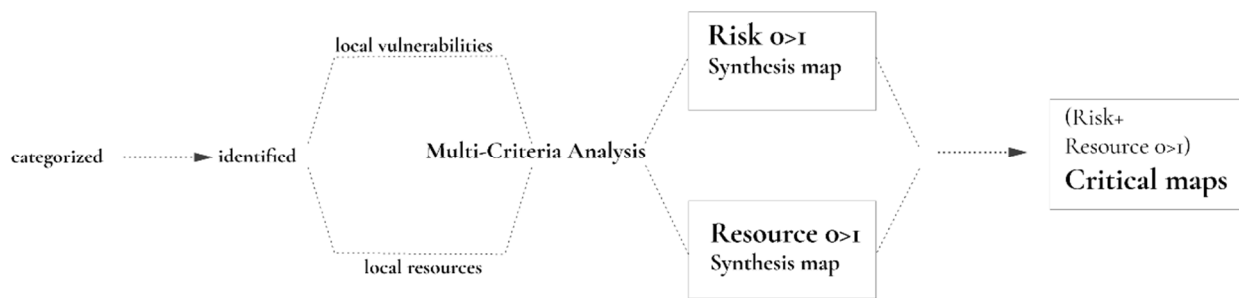 categorized
identified
local vulnerabilities
local resources
Multi-Criteria Analysis
Risk 0>1
Synthesis map
Resource 0>1
Synthesis map
(Risk+
Resource 0>1)
Critical maps